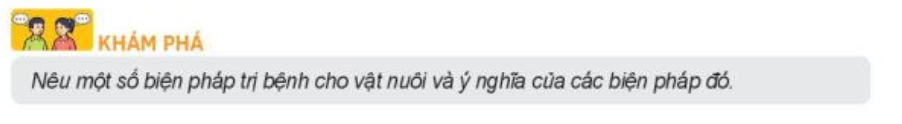 KHÁM PHÁ
Nêu một số biện pháp trị bệnh cho vật nuôi và ý nghĩa của các biện pháp đó.